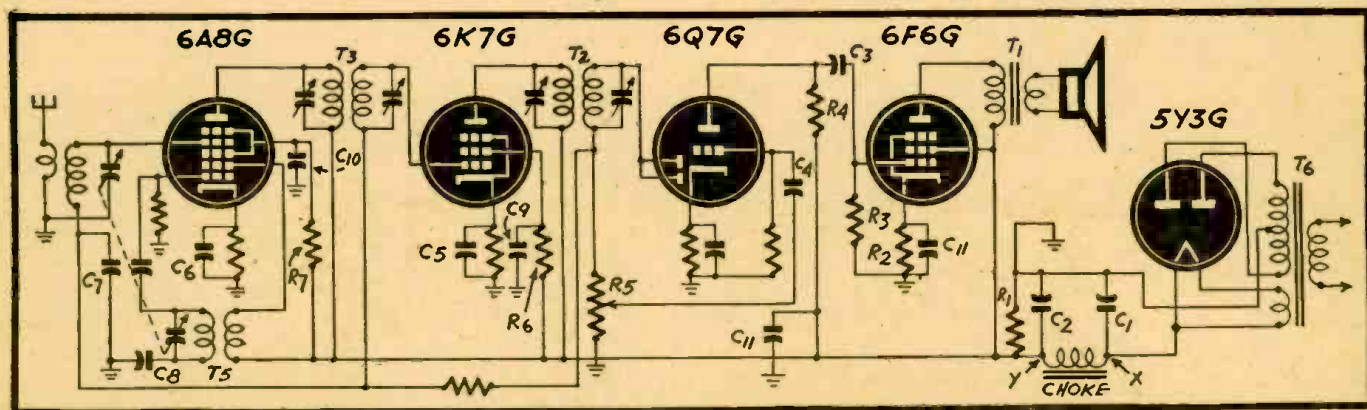 6A8G
6K7G
6Q7G
6F6G
5Y3G
T3
T2
C3
T1
T6
R4
C10
C4
C9
R3
C7
C6
R7
C5
R2
C11
R6
R5
R1
C2
C1
C11
C8
T5
Y
X
CHOKE